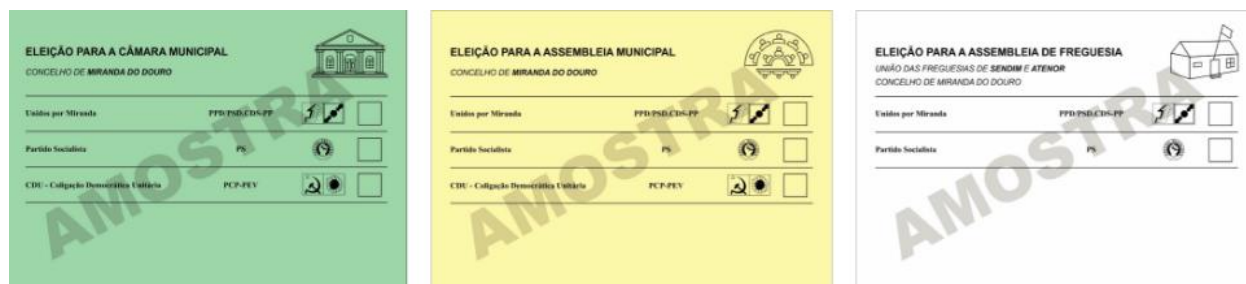 ELEIÇÃO PARA A CÂMARA MUNICIPAL
CONCELHO DE MIRANDA DO DOURO
Unidos por Miranda PPD/PSD.CDS-PP
Partido Socialista PS
CDU - Coligação Democrática Unitária PCP-PEV
AMOSTRA
ELEIÇÃO PARA A ASSEMBLEIA MUNICIPAL
CONCELHO DE MIRANDA DO DOURO
Unidos por Miranda PPD/PSD.CDS-PP
Partido Socialista PS
CDU - Coligação Democrática Unitária PCP-PEV
AMOSTRA
ELEIÇÃO PARA A ASSEMBLEIA DE FREGUESIA
UNIÃO DAS FREGUESIAS DE SENDIM E ATENOR
CONCELHO DE MIRANDA DO DOURO
Unidos por Miranda PPD/PSD.CDS-PP
Partido Socialista PS
AMOSTRA